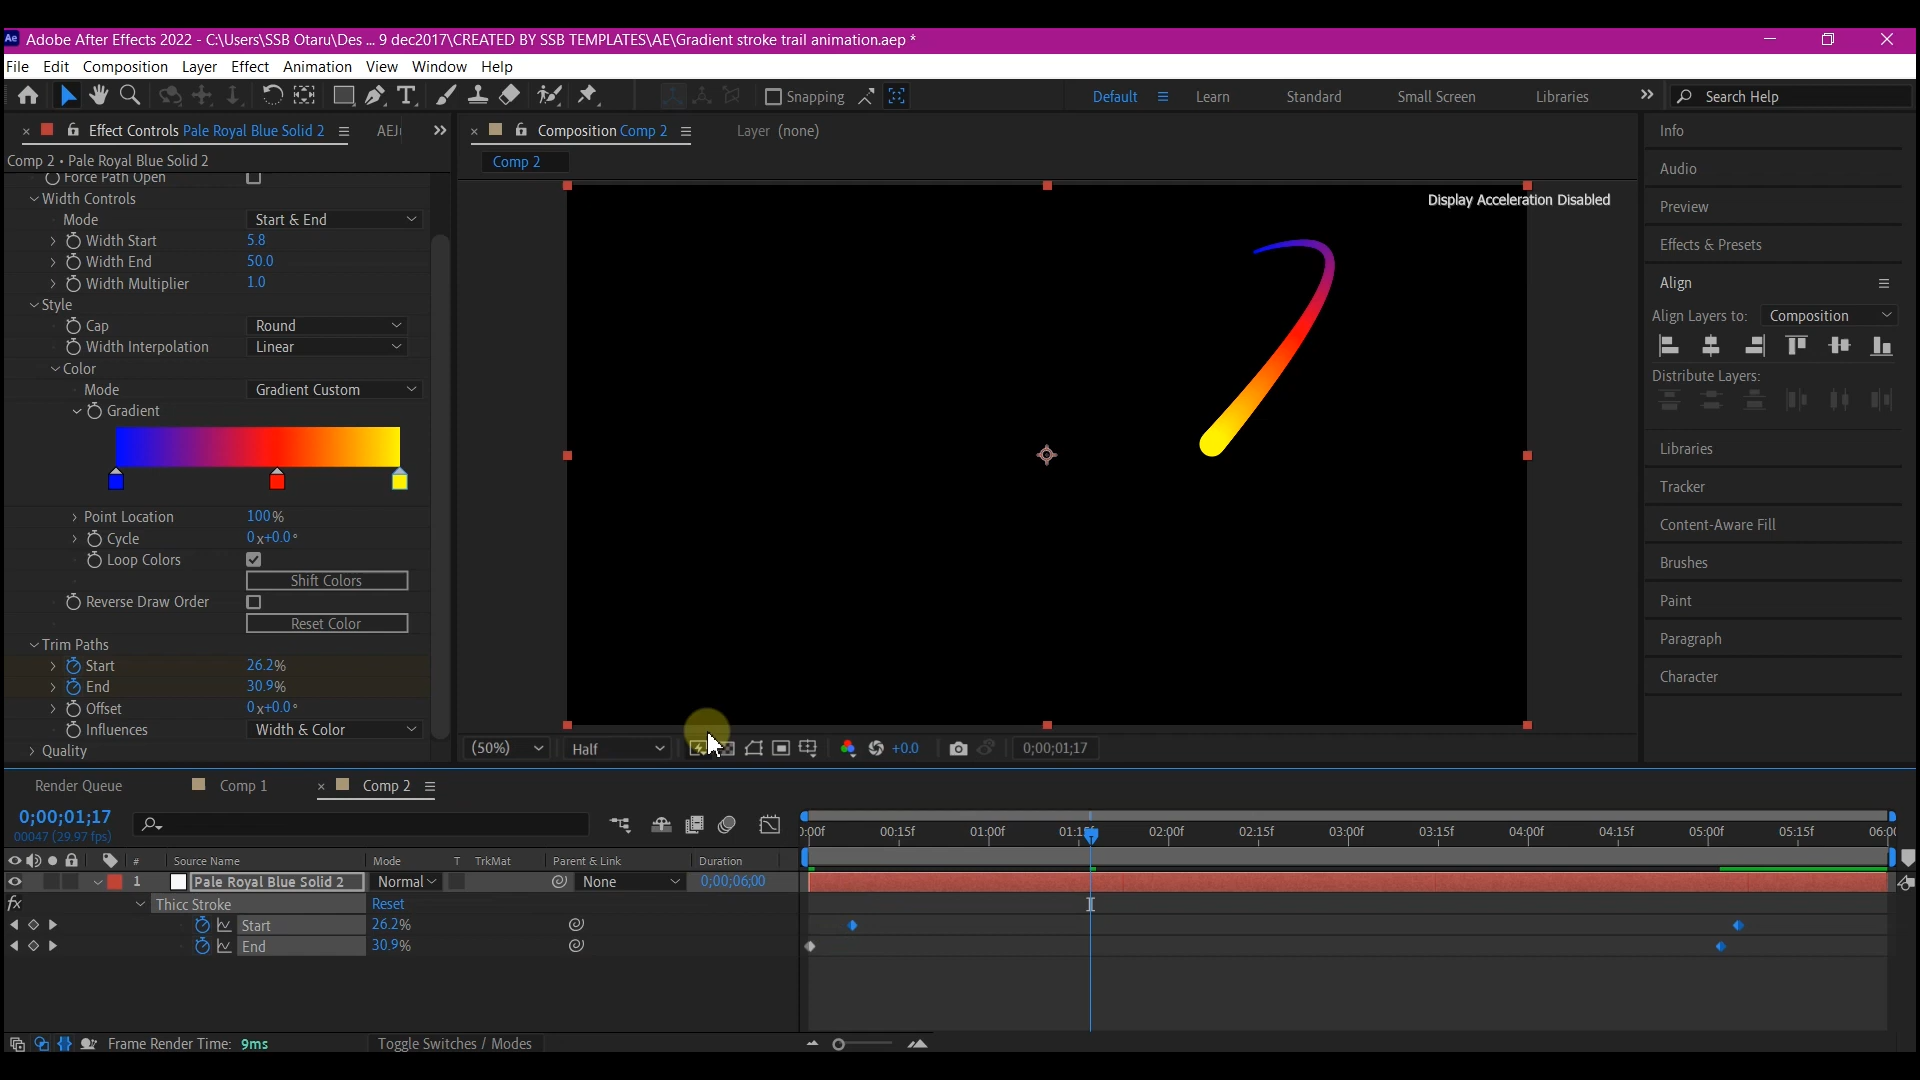 Ae Adobe After Effects 2022 - C:\Users\SSB Otaru\Des ... 9 dec2017\CREATED BY SSB TEMPLATES\AE\Gradient stroke trail animation.aep *
File Edit Composition Layer Effect Animation View Window Help
Snapping Default Learn Standard Small Screen Libraries Search Help
Effect Controls Pale Royal Blue Solid 2
Composition Comp 2 Layer (none)
Comp 2 • Pale Royal Blue Solid 2
Comp 2
Force Path Open
Width Controls
Mode Start & End
Width Start 5.8
Width End 50.0
Width Multiplier 1.0
Style
Cap Round
Width Interpolation Linear
Color
Mode Gradient Custom
Gradient
Point Location 100%
Cycle 0x+0.0°
Loop Colors
Shift Colors
Reverse Draw Order
Reset Color
Trim Paths
Start 26.2%
End 30.9%
Offset 0x+0.0°
Influences Width & Color
Quality
Display Acceleration Disabled
(50%) Half +0.0 0;00;01;17
Info
Audio
Preview
Effects & Presets
Align
Align Layers to: Composition
Distribute Layers:
Libraries
Tracker
Content-Aware Fill
Brushes
Paint
Paragraph
Character
Render Queue Comp 1 Comp 2
0;00;01;17
00047 (29.97 fps)
00:15f 01:00f 02:00f 02:15f 03:00f 03:15f 04:00f 04:15f 05:00f 05:15f
# Source Name Mode T TrkMat Parent & Link Duration
1 Pale Royal Blue Solid 2 Normal None 0;00;06;00
fx Thicc Stroke Reset
Start 26.2%
End 30.9%
Frame Render Time: 9ms Toggle Switches / Modes